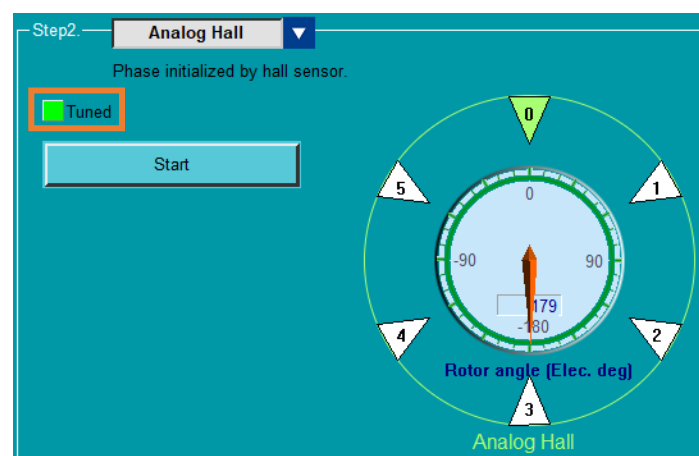 Step2.
Analog Hall
Phase initialized by hall sensor.
Tuned
Start
0
5
1
0
-90
90
179
-180
4
2
Rotor angle (Elec. deg)
3
Analog Hall